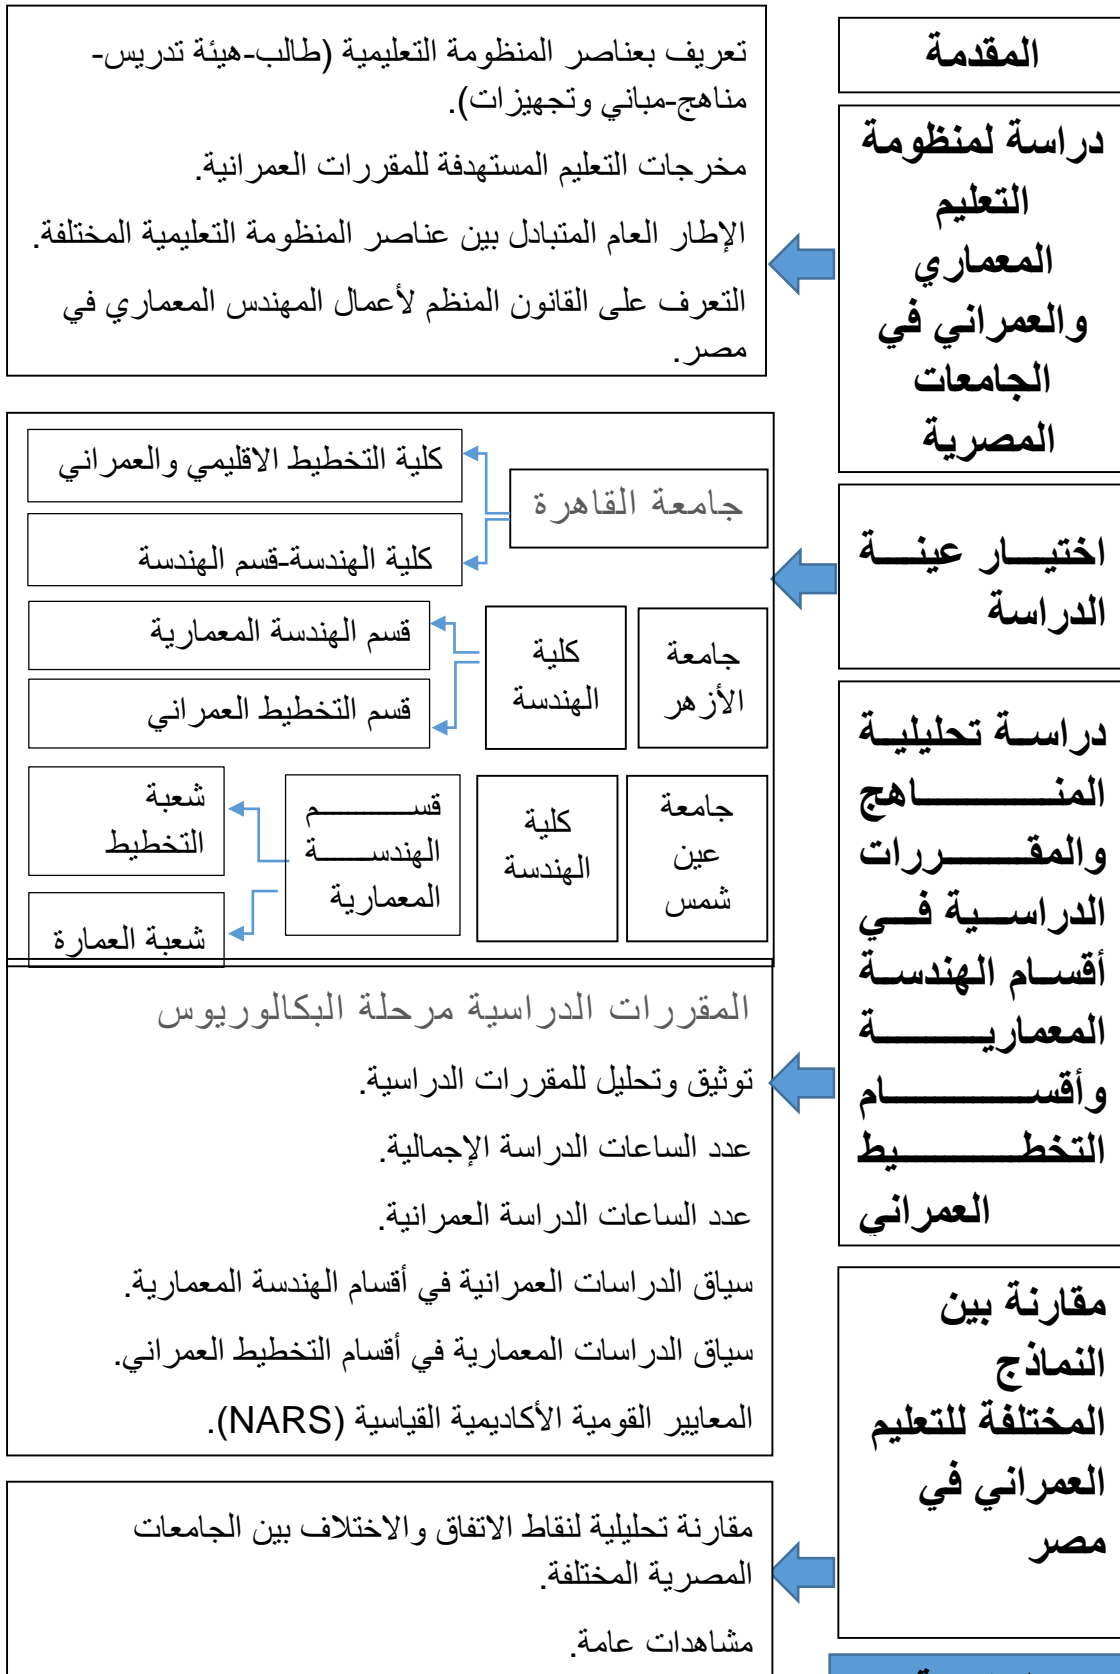 المقدمة
دراسة لمنظومة
التعليم
المعماري
والعمراني في
الجامعات
المصرية
تعريف بعناصر المنظومة التعليمية (طالب-هيئة تدريس-
مناهج-مباني وتجهيزات).
مخرجات التعليم المستهدفة للمقررات العمرانية.
الإطار العام المتبادل بين عناصر المنظومة التعليمية المختلفة.
التعرف على القانون المنظم لأعمال المهندس المعماري في
مصر.
اختيار عينة
الدراسة
جامعة القاهرة
كلية التخطيط الاقليمي والعمراني
كلية الهندسة-قسم الهندسة
جامعة
الأزهر
كلية
الهندسة
قسم الهندسة المعمارية
قسم التخطيط العمراني
جامعة
عين
شمس
كلية
الهندسة
قسم
الهندسة
المعمارية
شعبة
التخطيط
شعبة العمارة
دراسة تحليلية
المناهج
والمقررات
الدراسية في
أقسام الهندسة
المعمارية
وأقسام
التخطيط
العمراني
المقررات الدراسية مرحلة البكالوريوس
توثيق وتحليل للمقررات الدراسية.
عدد الساعات الدراسة الإجمالية.
عدد الساعات الدراسة العمرانية.
سياق الدراسات العمرانية في أقسام الهندسة المعمارية.
سياق الدراسات المعمارية في أقسام التخطيط العمراني.
المعايير القومية الأكاديمية القياسية (NARS).
مقارنة بين
النماذج
المختلفة للتعليم
العمراني في
مصر
مقارنة تحليلية لنقاط الاتفاق والاختلاف بين الجامعات
المصرية المختلفة.
مشاهدات عامة.